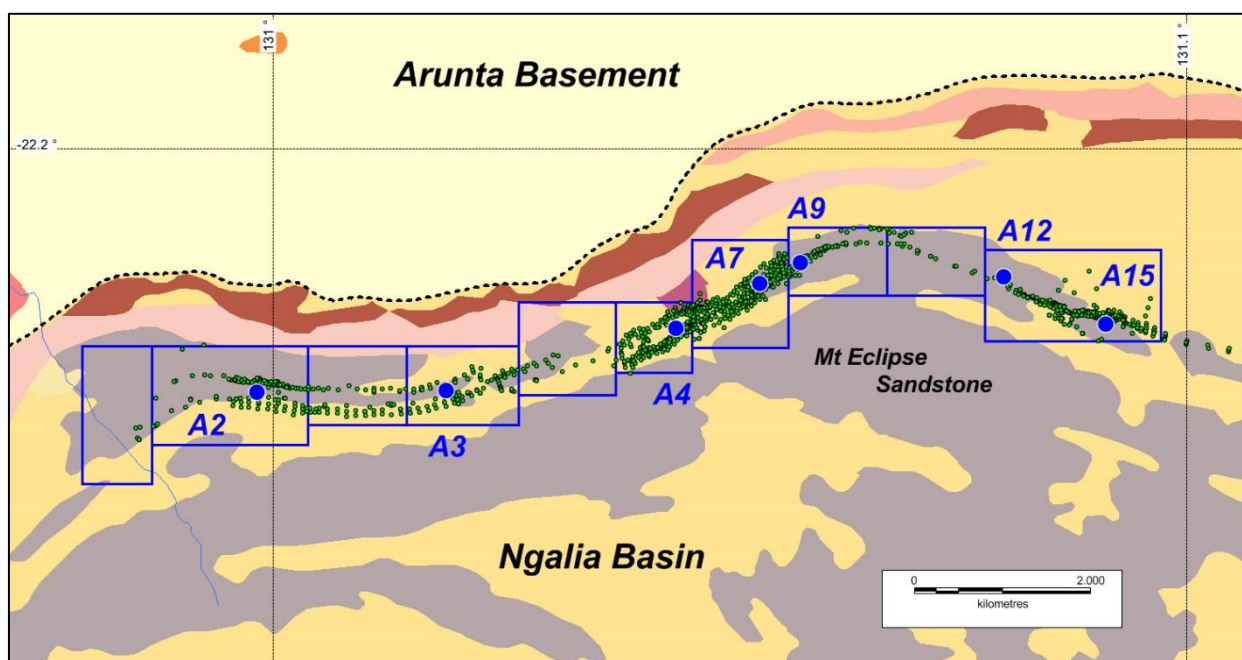 131 °
131.1 °
Arunta Basement
-22.2 °
A9
A7
A12
A15
Mt Eclipse
Sandstone
A2
A4
A3
Ngalia Basin
0
2.000
kilometres